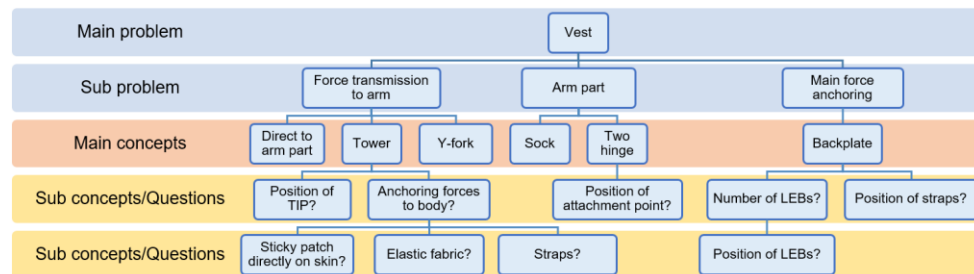 Main problem
Vest
Sub problem
Force transmission
to arm
Arm part
Main force
anchoring
Main concepts
Direct to
arm part
Tower
Y-fork
Sock
Two
hinge
Backplate
Sub concepts/Questions
Position of
TIP?
Anchoring forces
to body?
Position of
attachment point?
Number of LEBs?
Position of straps?
Sub concepts/Questions
Sticky patch
directly on skin?
Elastic fabric?
Straps?
Position of LEBs?